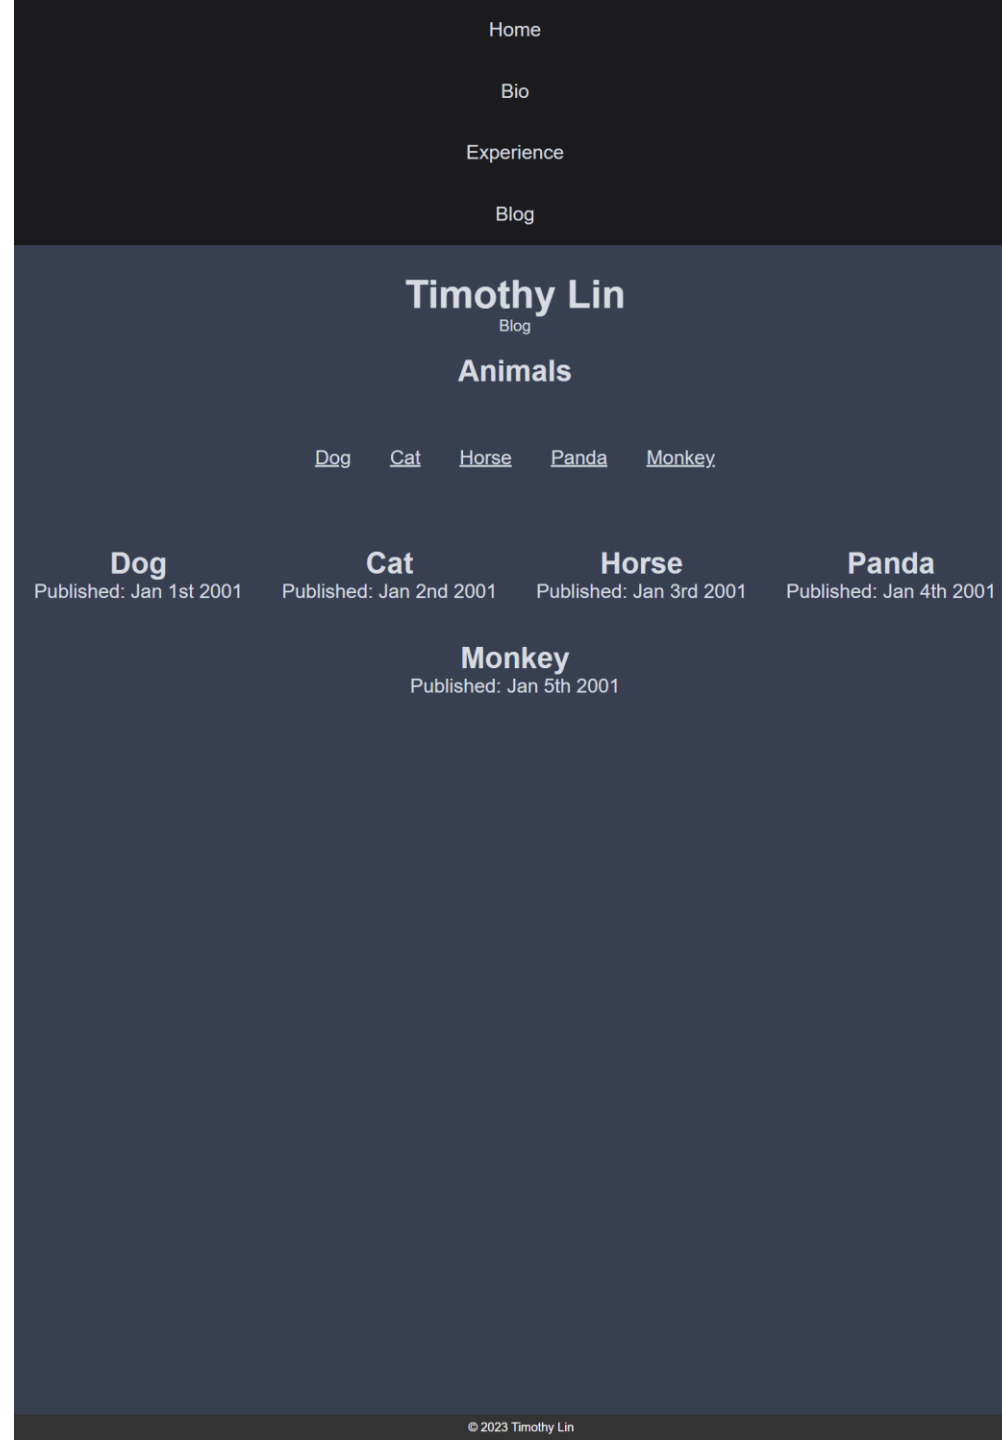 Home
Bio
Experience
Blog
Timothy Lin
Blog
Animals
Dog Cat Horse Panda Monkey
Dog Cat Horse Panda
Published: Jan 1st 2001 Published: Jan 2nd 2001 Published: Jan 3rd 2001 Published: Jan 4th 2001
Monkey
Published: Jan 5th 2001
© 2023 Timothy Lin